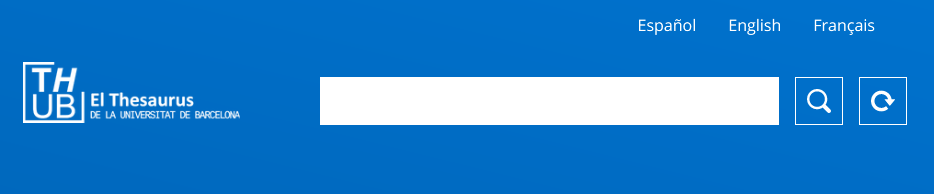 Español English Français
TH
UB
El Thesaurus
DE LA UNIVERSITAT DE BARCELONA